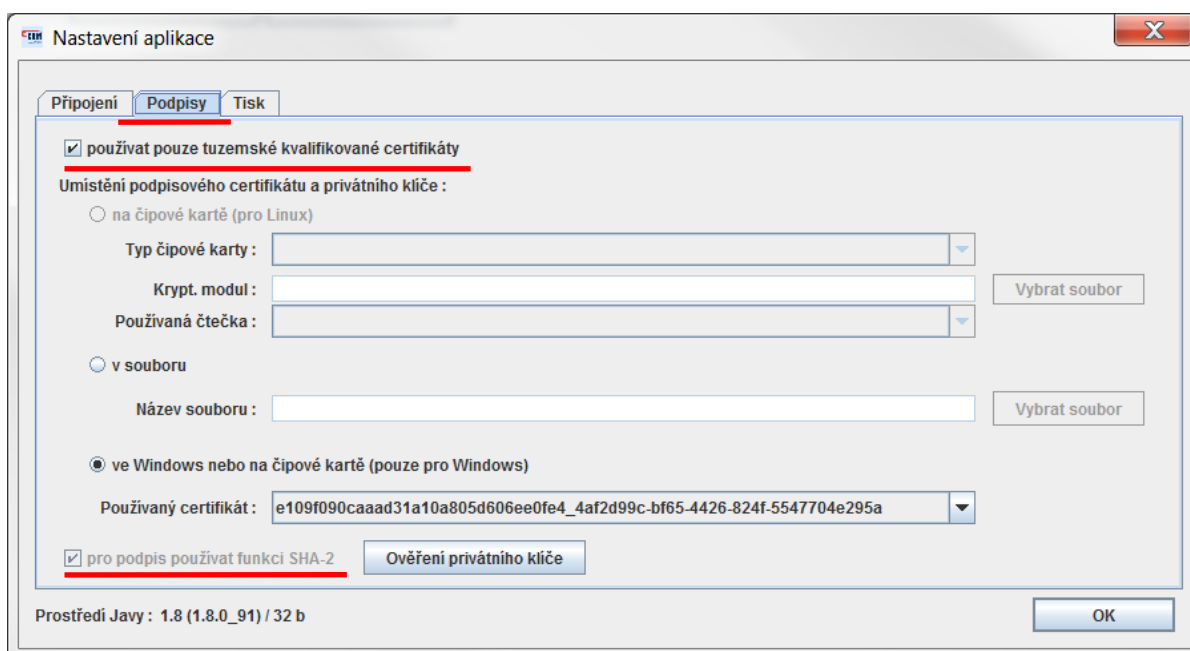 Nastavení aplikace
Připojení Podpisy Tisk
používat pouze tuzemské kvalifikované certifikáty
Umístění podpisového certifikátu a privátního klíče :
na čipové kartě (pro Linux)
Typ čipové karty :
Krypt. modul : Vybrat soubor
Používaná čtečka :
v souboru
Název souboru : Vybrat soubor
ve Windows nebo na čipové kartě (pouze pro Windows)
Používaný certifikát : e109f090caaad31a10a805d606ee0fe4_4af2d99c-bf65-4426-824f-5547704e295a
pro podpis používat funkci SHA-2 Ověření privátního klíče
Prostředí Javy : 1.8 (1.8.0_91) / 32 b OK